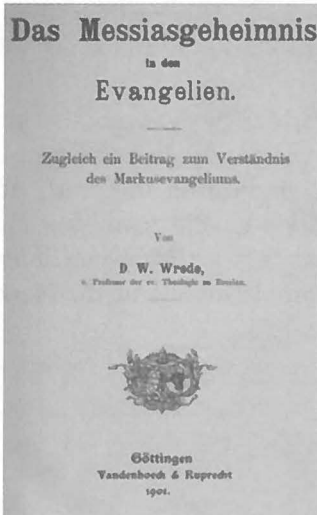 Das Messiasgeheimnis
in den
Evangelien.
Zugleich ein Beitrag zum Verständnis
des Markusevangeliums.
Von
D. W. Wrede,
o. Professor der ev. Theologie zu Breslau.
Göttingen
Vandenhoeck & Ruprecht
1901.